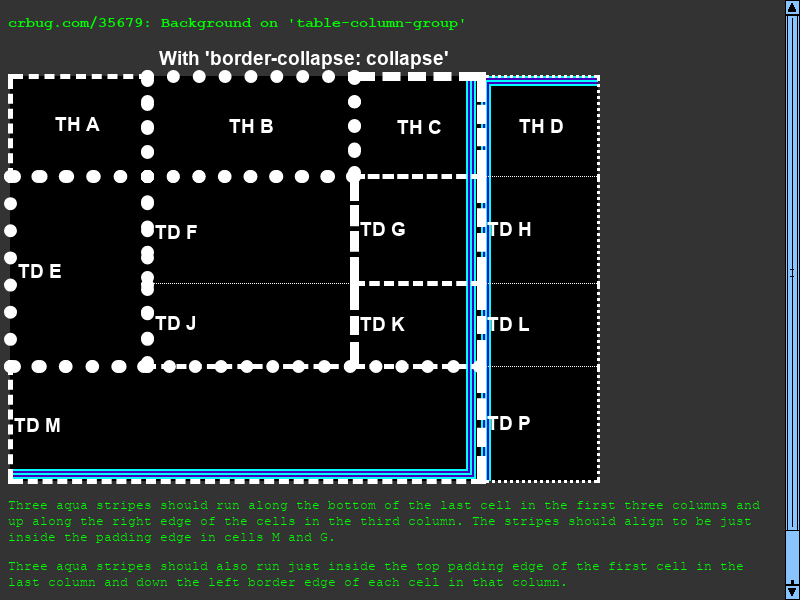 crbug.com/35679: Background on 'table-column-group'
With 'border-collapse: collapse'
TH A
TH B
TH C
TH D
TD E
TD F
TD G
TD H
TD J
TD K
TD L
TD M
TD P
Three aqua stripes should run along the bottom of the last cell in the first three columns and
up along the right edge of the cells in the third column. The stripes should align to be just
inside the padding edge in cells M and G.
Three aqua stripes should also run just inside the top padding edge of the first cell in the
last column and down the left border edge of each cell in that column.